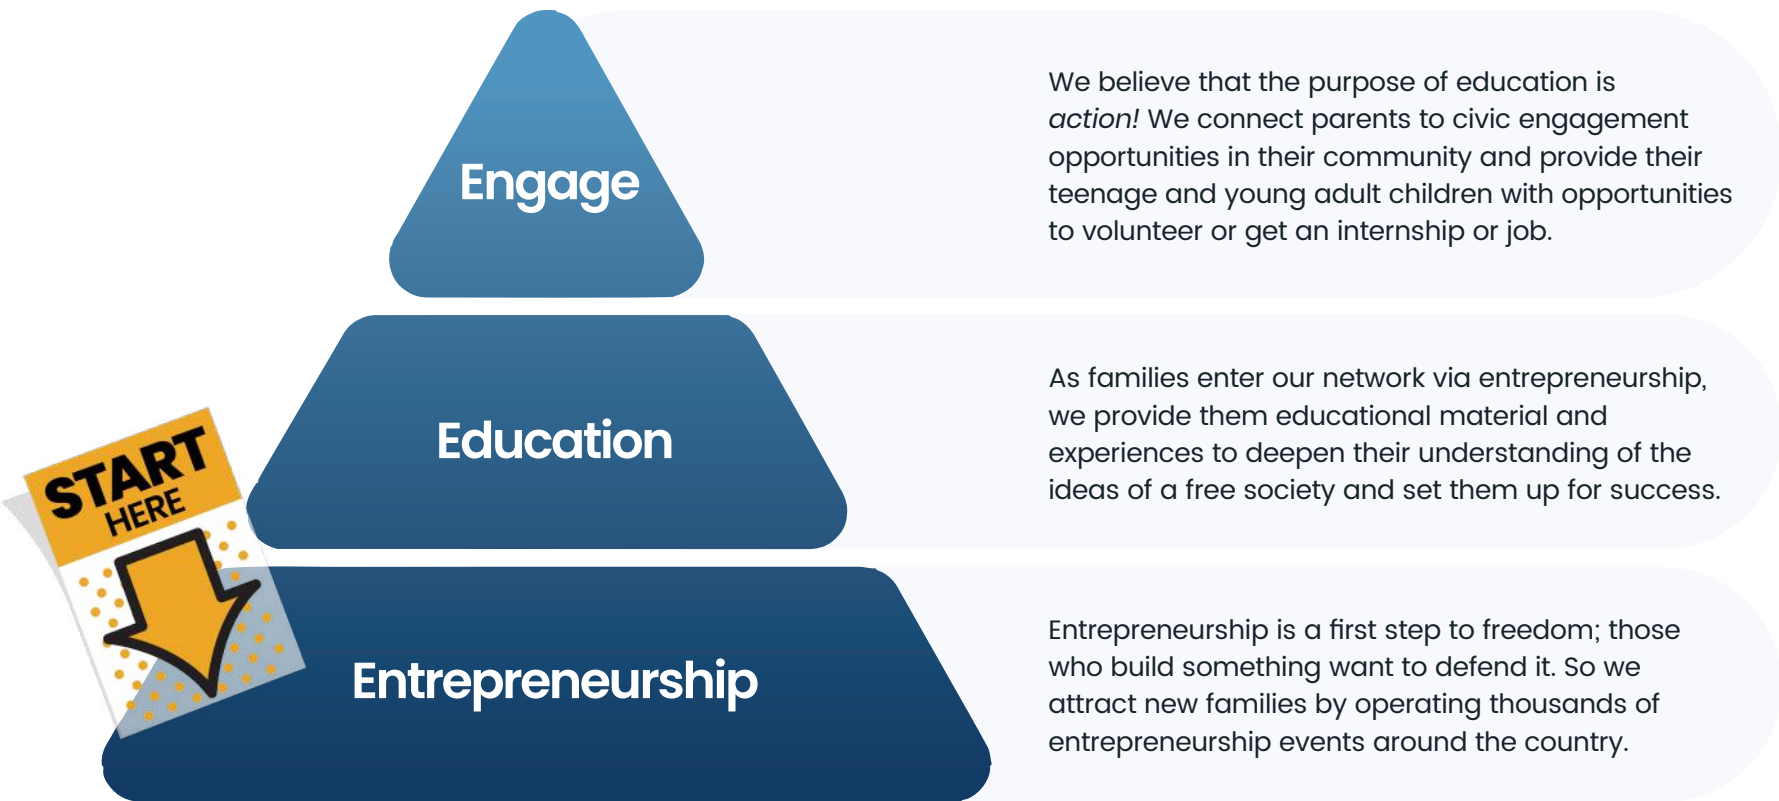 Engage
We believe that the purpose of education is
action! We connect parents to civic engagement
opportunities in their community and provide their
teenage and young adult children with opportunities
to volunteer or get an internship or job.
Education
As families enter our network via entrepreneurship,
we provide them educational material and
experiences to deepen their understanding of the
ideas of a free society and set them up for success.
START
HERE
Entrepreneurship
Entrepreneurship is a first step to freedom; those
who build something want to defend it. So we
attract new families by operating thousands of
entrepreneurship events around the country.